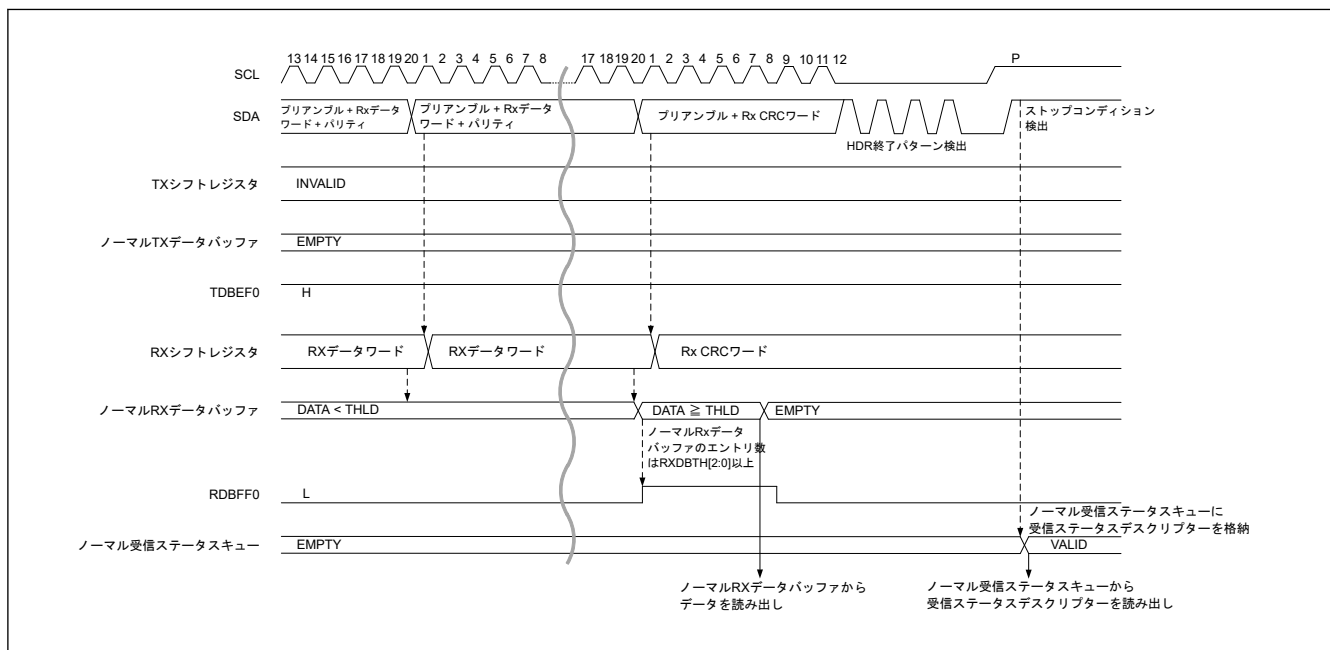 13 14 15 16 17 18 19 20 1 2 3 4 5 6 7 8 17 18 19 20 1 2 3 4 5 6 7 8 9 10 11 12 P
SCL
SDA
プリアンブル + Rxデータ
ワード + パリティ
プリアンブル + Rxデータ
ワード + パリティ
プリアンブル + Rx CRCワード
ストップコンディション
検出
HDR終了パターン検出
TXシフトレジスタ
INVALID
ノーマルTXデータバッファ
EMPTY
TDBEF0
H
RXシフトレジスタ
RXデータワード
RXデータワード
Rx CRCワード
ノーマルRXデータバッファ
DATA < THLD
DATA ≧ THLD
EMPTY
ノーマルRxデータ
バッファのエントリ数
はRXDBTH[2:0]以上
RDBFF0
L
ノーマル受信ステータスキューに
受信ステータスデスクリプターを格納
ノーマル受信ステータスキュー
EMPTY
VALID
ノーマルRXデータバッファから
データを読み出し
ノーマル受信ステータスキューから
受信ステータスデスクリプターを読み出し